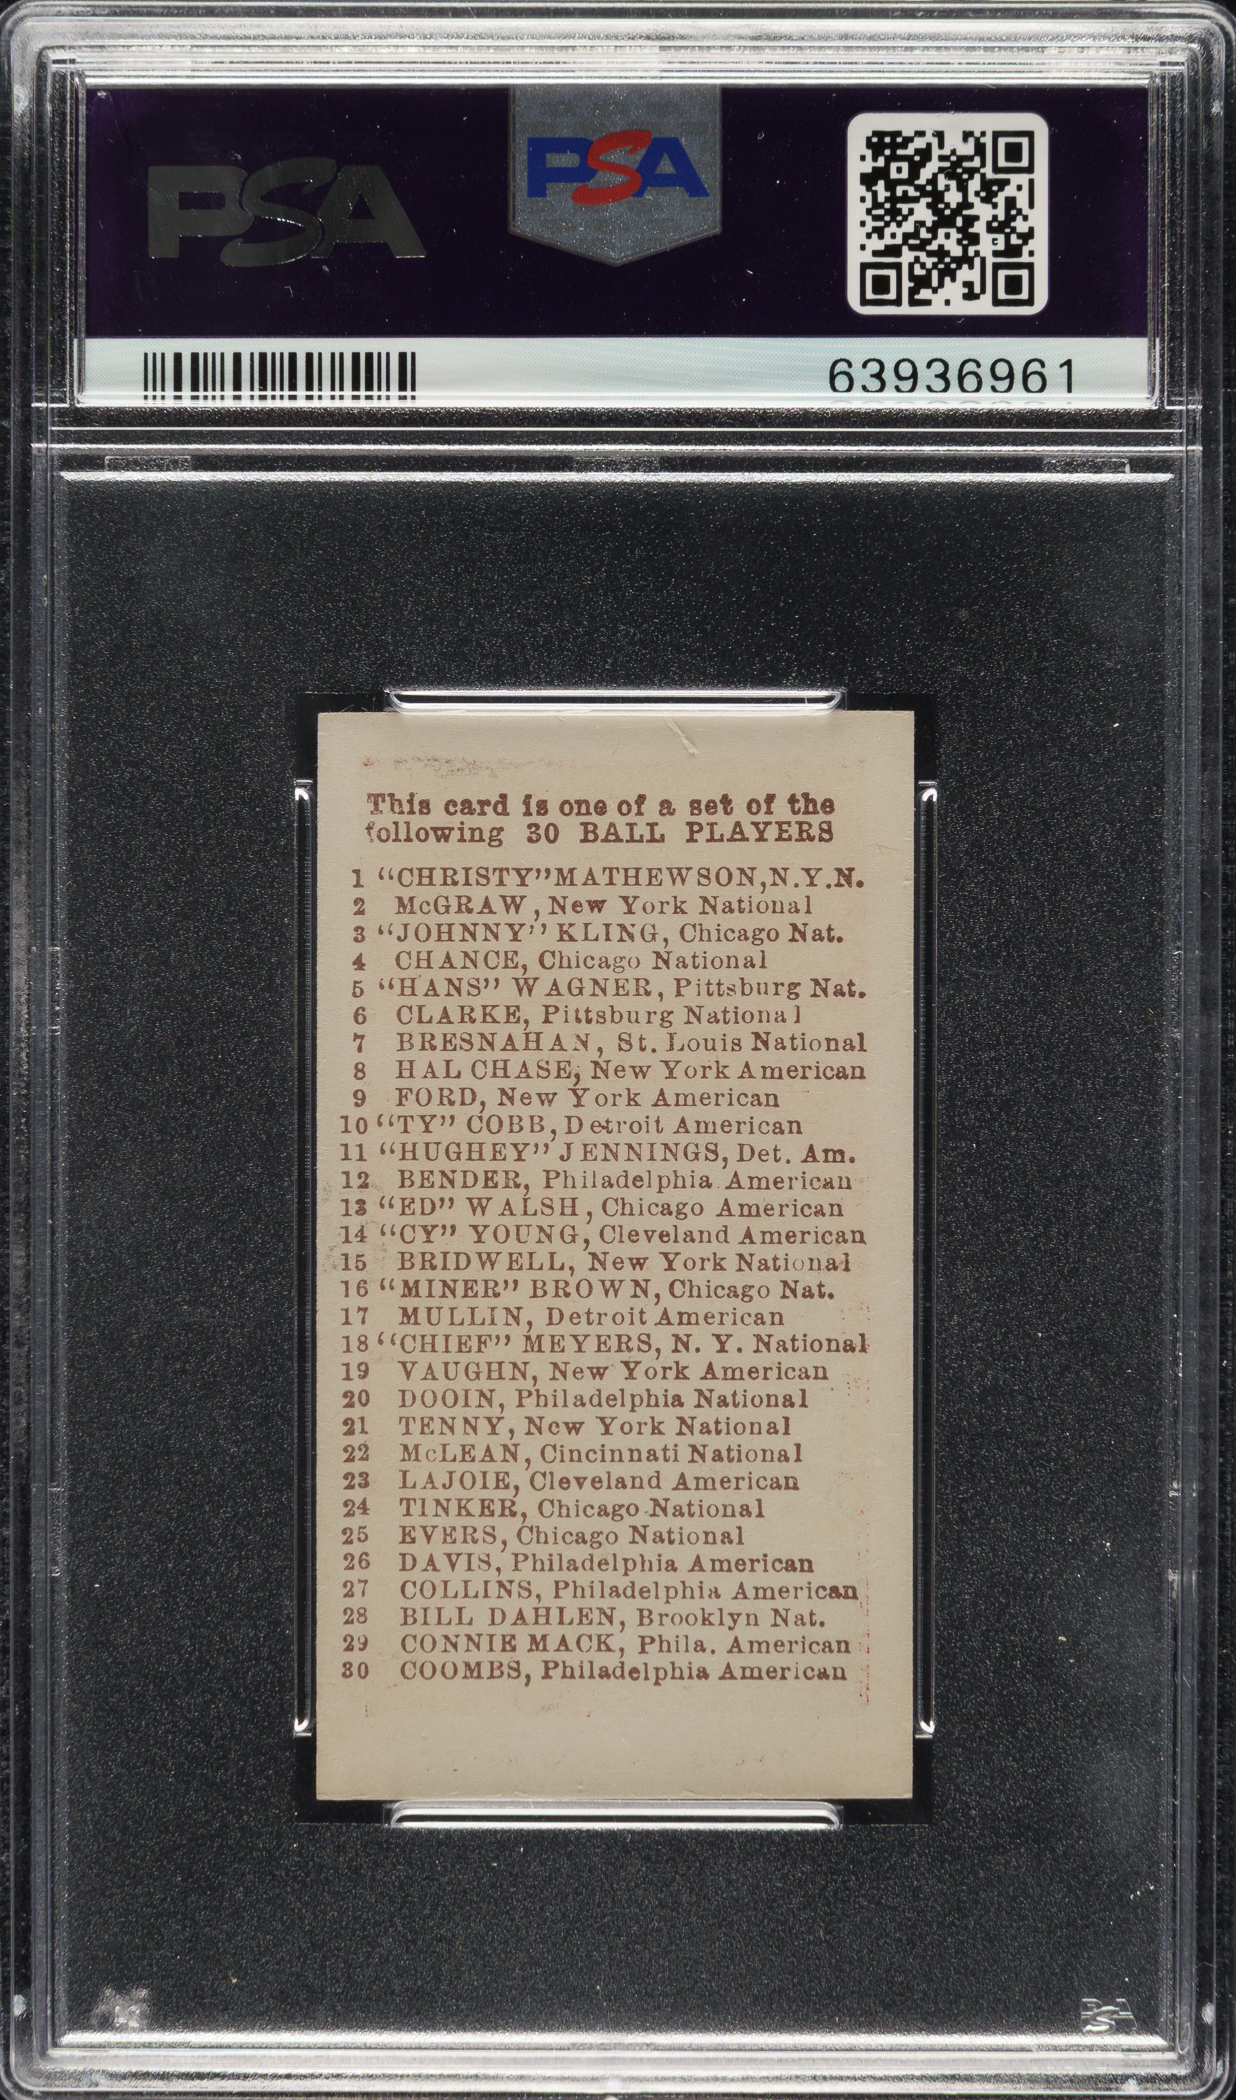 PSA
PSA
63936961
This card is one of a set of the
following 30 BALL PLAYERS
1 “CHRISTY”MATHEWSON,N.Y.N.
2 McGRAW, New York National
3 “JOHNNY” KLING, Chicago Nat.
4 CHANCE, Chicago National
5 “HANS” WAGNER, Pittsburg Nat.
6 CLARKE, Pittsburg National
7 BRESNAHAN, St. Louis National
8 HAL CHASE, New York American
9 FORD, New York American
10 “TY” COBB, Detroit American
11 “HUGHEY” JENNINGS, Det. Am.
12 BENDER, Philadelphia American
13 “ED” WALSH, Chicago American
14 “CY” YOUNG, Cleveland American
15 BRIDWELL, New York National
16 “MINER” BROWN, Chicago Nat.
17 MULLIN, Detroit American
18 “CHIEF” MEYERS, N. Y. National
19 VAUGHN, New York American
20 DOOIN, Philadelphia National
21 TENNY, New York National
22 McLEAN, Cincinnati National
23 LAJOIE, Cleveland American
24 TINKER, Chicago National
25 EVERS, Chicago National
26 DAVIS, Philadelphia American
27 COLLINS, Philadelphia American
28 BILL DAHLEN, Brooklyn Nat.
29 CONNIE MACK, Phila. American
30 COOMBS, Philadelphia American